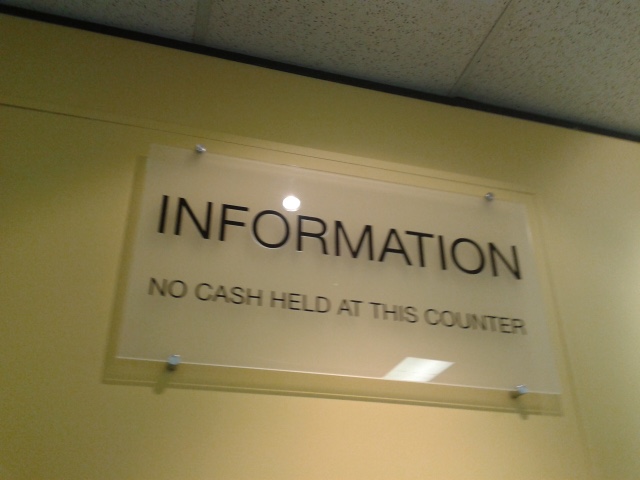 INFORMATION
NO CASH HELD AT THIS COUNTER